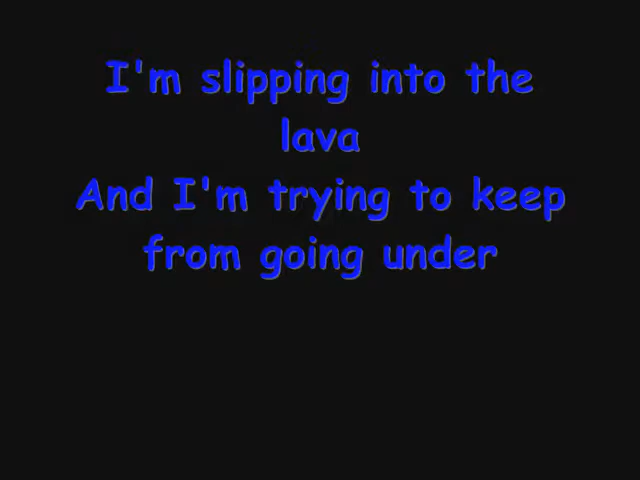 I'm slipping into the
lava
And I'm trying to keep
from going under